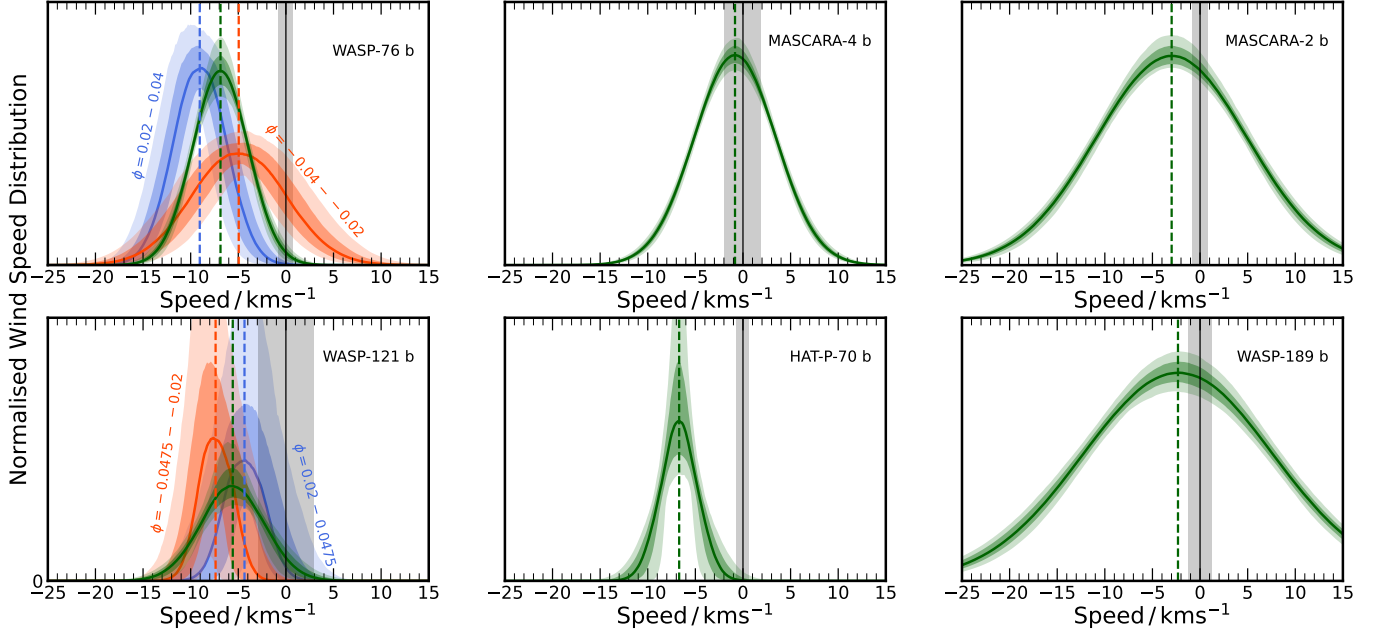 Normalised Wind Speed Distribution
WASP-76 b
ϕ = 0.02 − 0.04
ϕ = −0.04 − −0.02
−25 −20 −15 −10 −5 0 5 10 15
Speed / kms⁻¹
MASCARA-4 b
−25 −20 −15 −10 −5 0 5 10 15
Speed / kms⁻¹
MASCARA-2 b
−25 −20 −15 −10 −5 0 5 10 15
Speed / kms⁻¹
WASP-121 b
ϕ = −0.0475 − −0.02
ϕ = 0.02 − 0.0475
0
−25 −20 −15 −10 −5 0 5 10 15
Speed / kms⁻¹
HAT-P-70 b
−25 −20 −15 −10 −5 0 5 10 15
Speed / kms⁻¹
WASP-189 b
−25 −20 −15 −10 −5 0 5 10 15
Speed / kms⁻¹